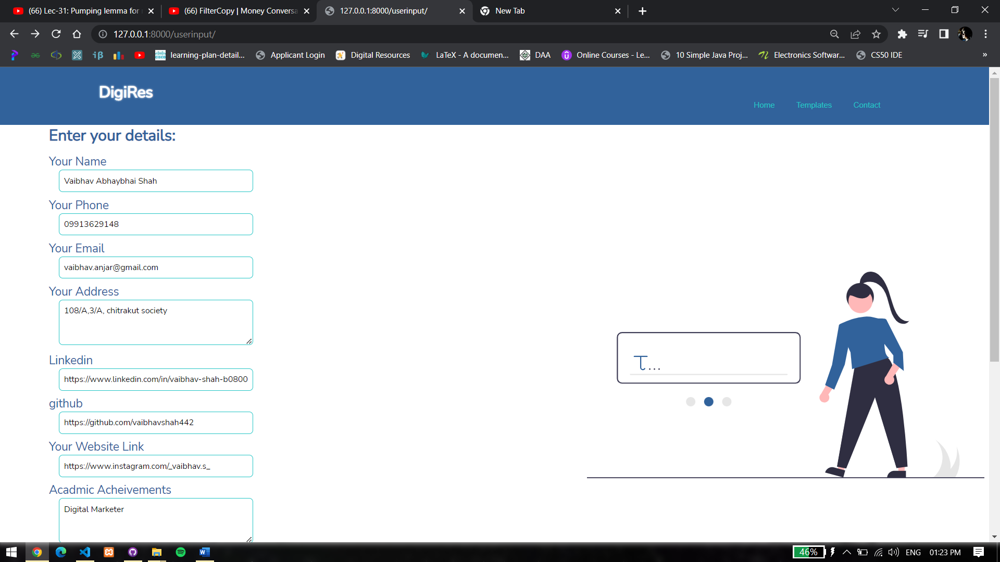 (66) Lec-31: Pumping lemma for r
(66) FilterCopy | Money Conversa
127.0.0.1:8000/userinput/
New Tab
127.0.0.1:8000/userinput/
learning-plan-detail...
Applicant Login
Digital Resources
LaTeX - A documen...
DAA
Online Courses - Le...
10 Simple Java Proj...
Electronics Softwar...
CS50 IDE
»
DigiRes
Home
Templates
Contact
Enter your details:
Your Name
Vaibhav Abhaybhai Shah
Your Phone
09913629148
Your Email
vaibhav.anjar@gmail.com
Your Address
108/A,3/A, chitrakut society
Linkedin
https://www.linkedin.com/in/vaibhav-shah-b0800
github
https://github.com/vaibhavshah442
Your Website Link
https://www.instagram.com/_vaibhav.s_
Acadmic Acheivements
Digital Marketer
46%
ENG
01:23 PM